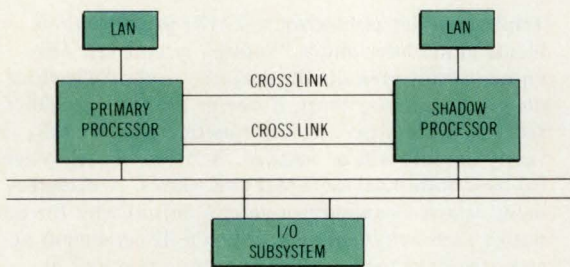 LAN
LAN
CROSS LINK
PRIMARY
PROCESSOR
SHADOW
PROCESSOR
CROSS LINK
I/O
SUBSYSTEM